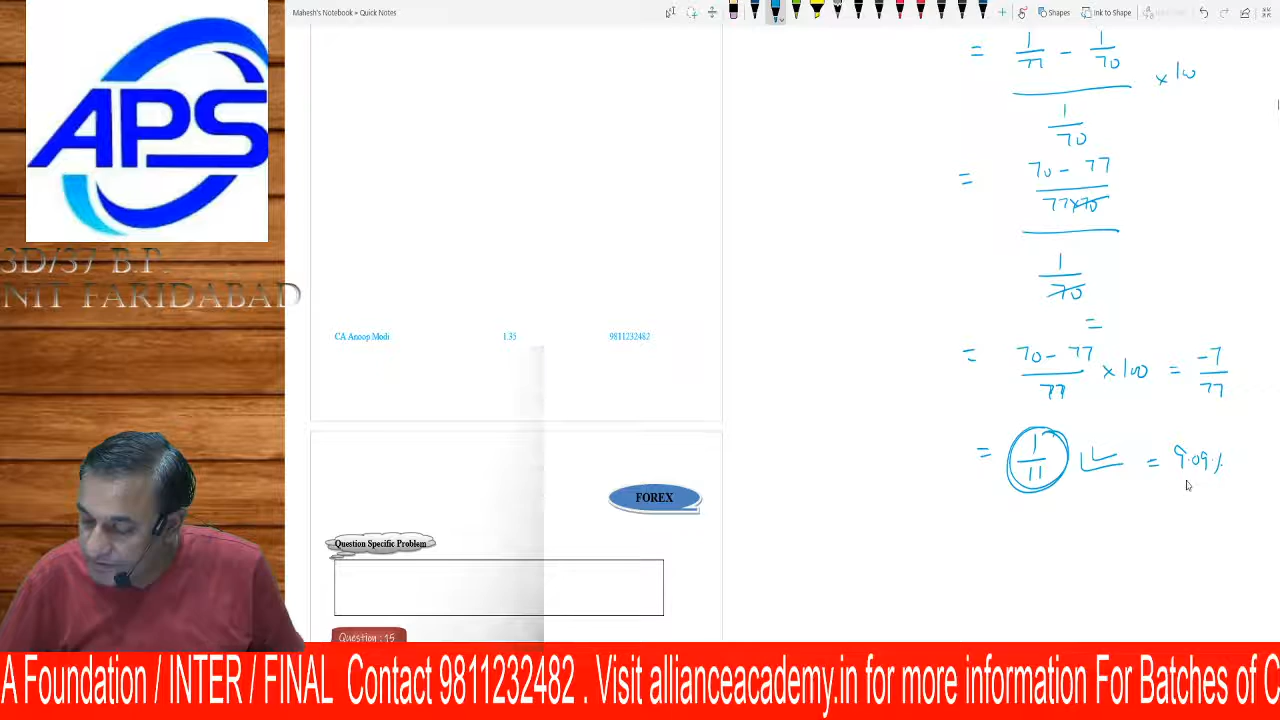 Mahesh's Notebook » Quick Notes
Shapes
Ink to Shape
APS
3D/37 B.P.
NIT FARIDABAD
= 1/77 - 1/70 × 100
1/70
= 70 - 77
77×70
1/70
=
= 70 - 77/77 × 100 = -7/77
= 1/11 = 9.09%
CA Anoop Modi 1.35 9811232482
FOREX
Question Specific Problem
Question : 15
A Foundation / INTER / FINAL Contact 9811232482 . Visit allianceacademy.in for more information For Batches of C